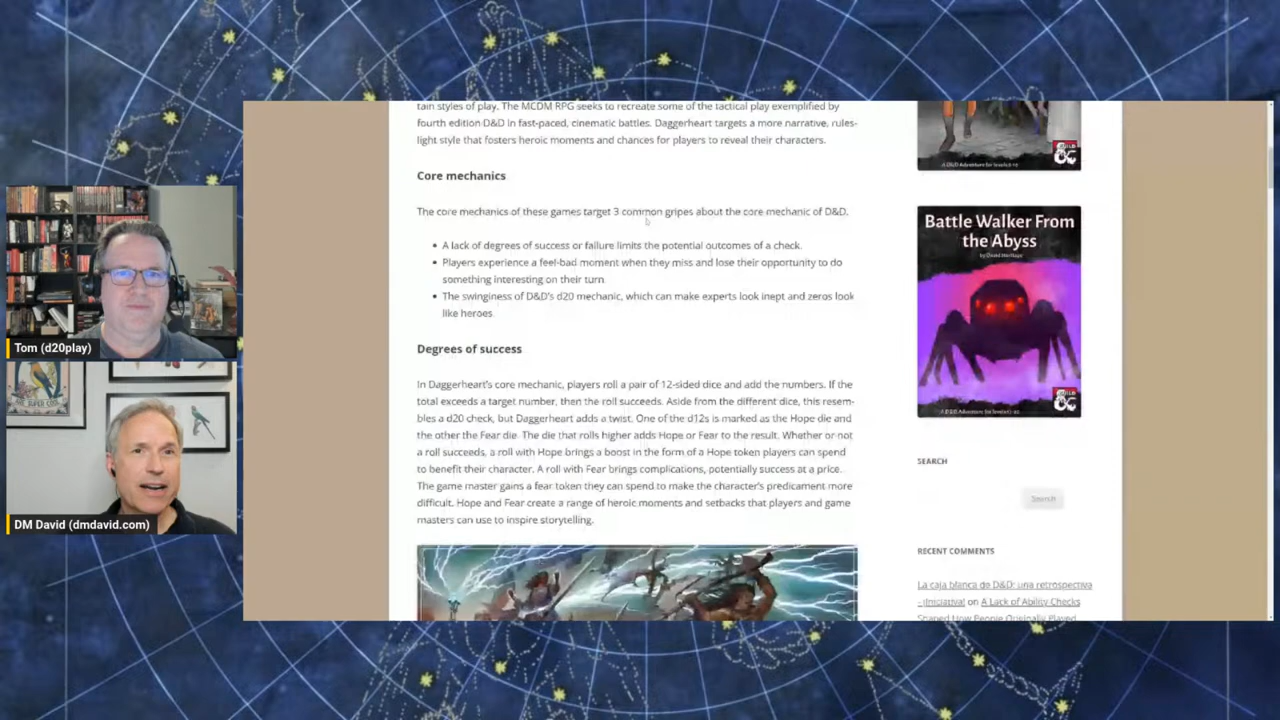 tain styles of play. The MCDM RPG seeks to recreate some of the tactical play exemplified by
fourth edition D&D in fast-paced, cinematic battles. Daggerheart targets a more narrative, rules-
light style that fosters heroic moments and chances for players to reveal their characters.
Core mechanics
The core mechanics of these games target 3 common gripes about the core mechanic of D&D.
• A lack of degrees of success or failure limits the potential outcomes of a check.
• Players experience a feel-bad moment when they miss and lose their opportunity to do
something interesting on their turn
• The swinginess of D&D's d20 mechanic, which can make experts look inept and zeros look
like heroes
Degrees of success
In Daggerheart's core mechanic, players roll a pair of 12-sided dice and add the numbers. If the
total exceeds a target number, then the roll succeeds. Aside from the different dice, this resem-
bles a d20 check, but Daggerheart adds a twist. One of the d12s is marked as the Hope die and
the other the Fear die. The die that rolls higher adds Hope or Fear to the result. Whether or not
a roll succeeds, a roll with Hope brings a boost in the form of a Hope token players can spend
to benefit their character. A roll with Fear brings complications, potentially success at a price.
The game master gains a fear token they can spend to make the character's predicament more
difficult. Hope and Fear create a range of heroic moments and setbacks that players and game
masters can use to inspire storytelling.
Battle Walker From
the Abyss
SEARCH
Search
RECENT COMMENTS
La caja blanca de D&D: una retrospectiva
- ¡Iniciativa! on A Lack of Ability Checks
Shaped How People Originally Played
Tom (d20play)
DM David (dmdavid.com)